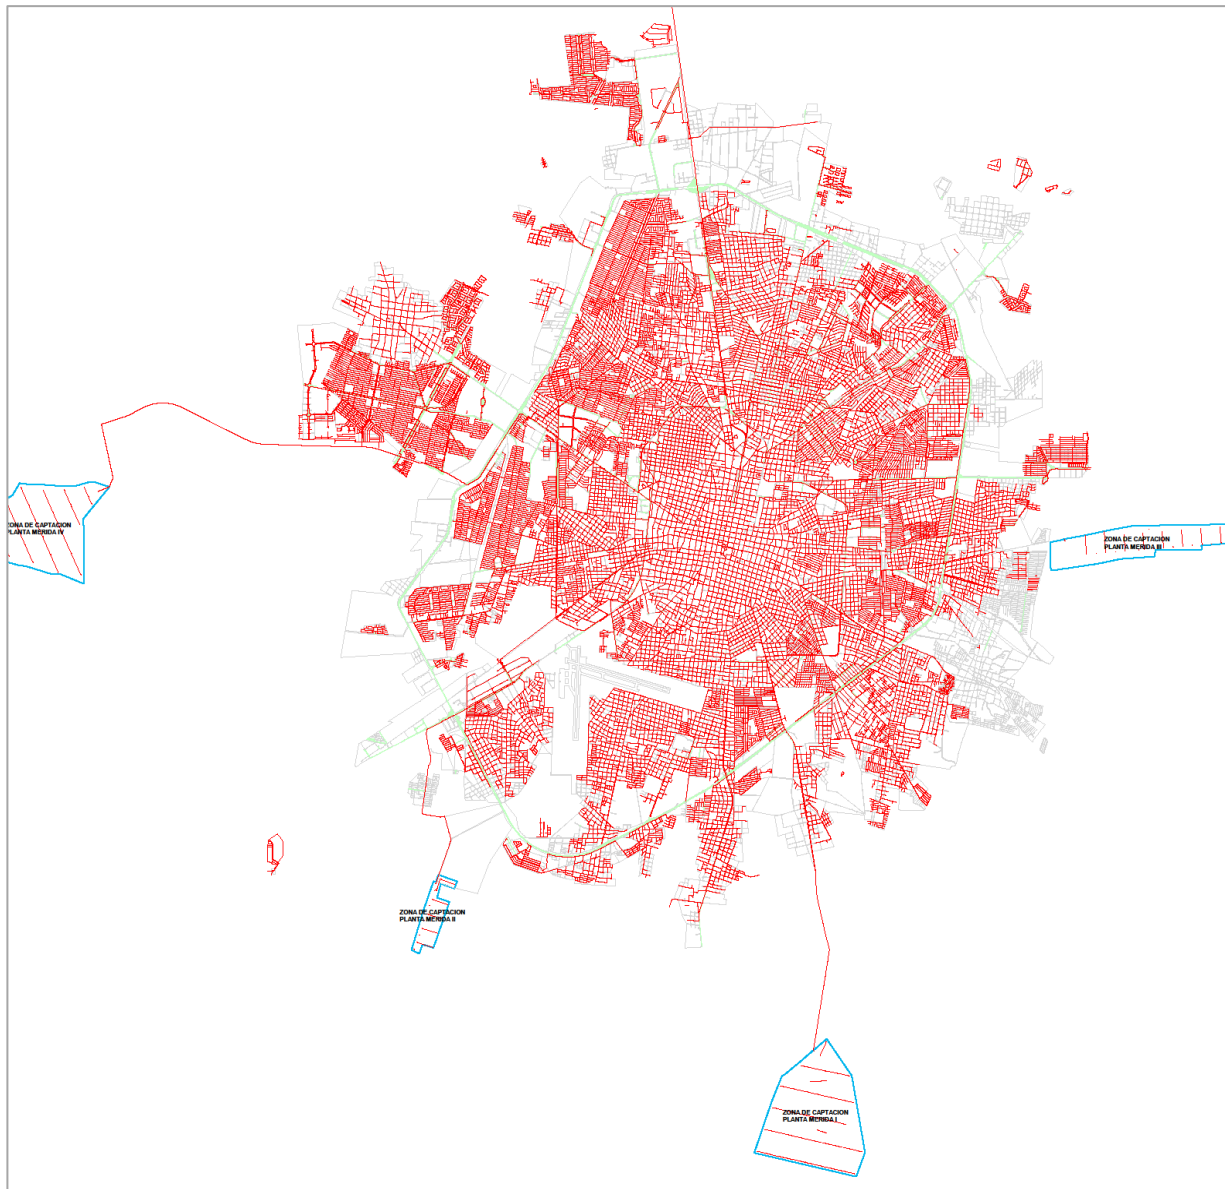 ZONA DE CAPTACION
PLANTA MERIDA IV
ZONA DE CAPTACION
PLANTA MERIDA III
ZONA DE CAPTACION
PLANTA MERIDA II
ZONA DE CAPTACION
PLANTA MERIDA I